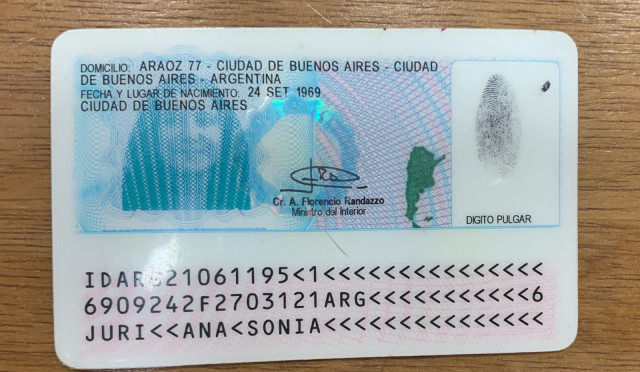 DOMICILIO: ARAOZ 77 - CIUDAD DE BUENOS AIRES - CIUDAD
DE BUENOS AIRES - ARGENTINA
FECHA Y LUGAR DE NACIMIENTO: 24 SET 1969
CIUDAD DE BUENOS AIRES
Cr. A. Florencio Randazzo
Ministro del Interior
DIGITO PULGAR
21061195<1<<<<<<<<<<<<<<<
6909242F2703121ARG<<<<<<<<<<<6
JURI<<ANA<SONIA<<<<<<<<<<<<<<<